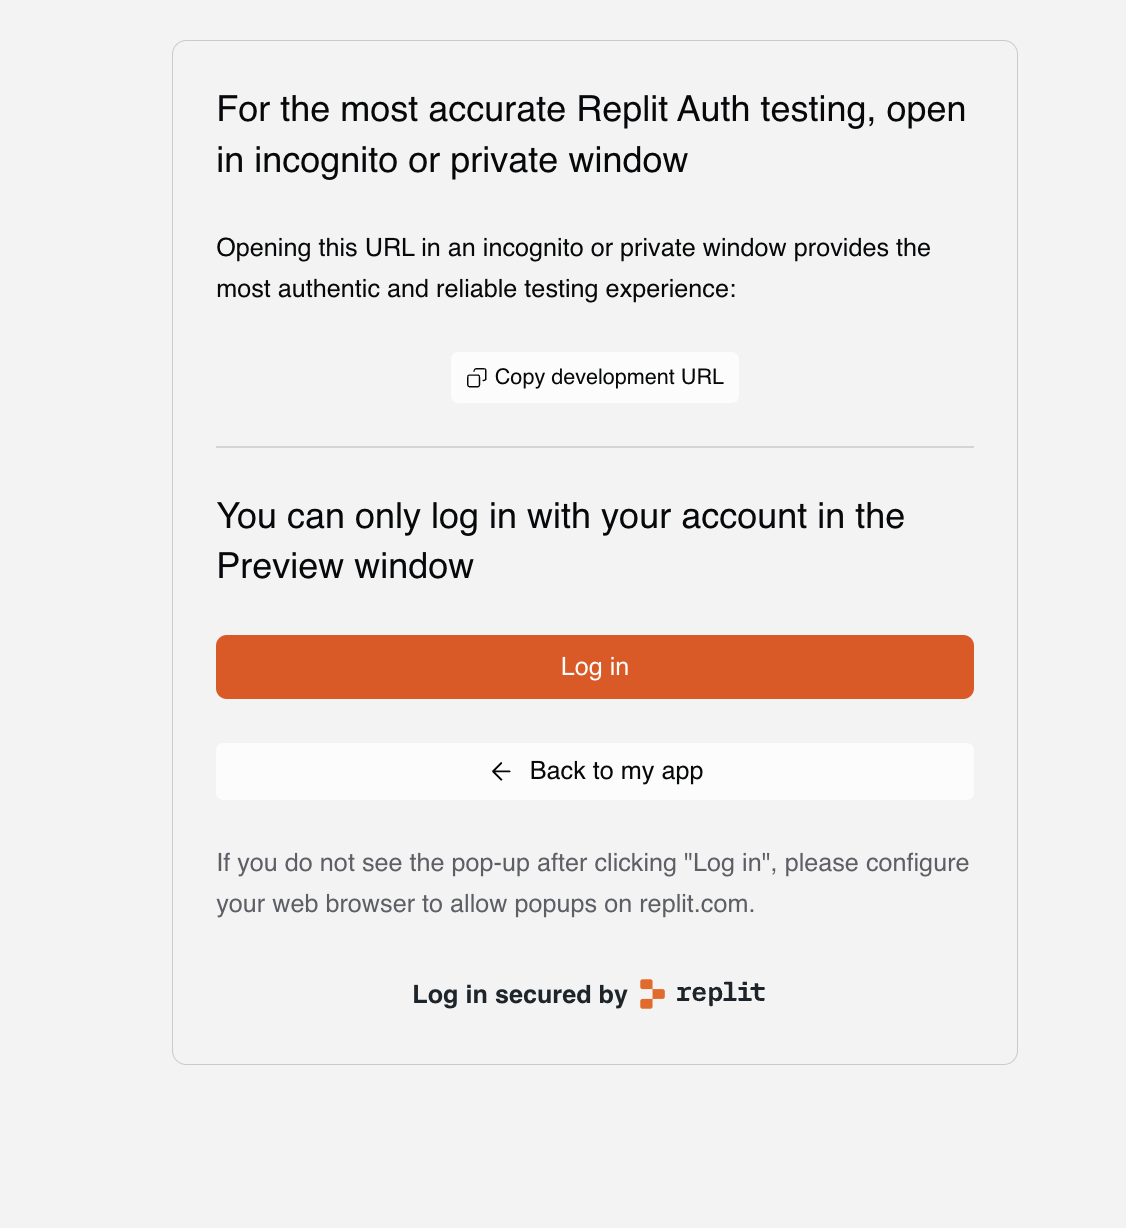 For the most accurate Replit Auth testing, open
in incognito or private window
Opening this URL in an incognito or private window provides the
most authentic and reliable testing experience:
Copy development URL
You can only log in with your account in the
Preview window
Log in
Back to my app
If you do not see the pop-up after clicking "Log in", please configure
your web browser to allow popups on replit.com.
Log in secured by replit